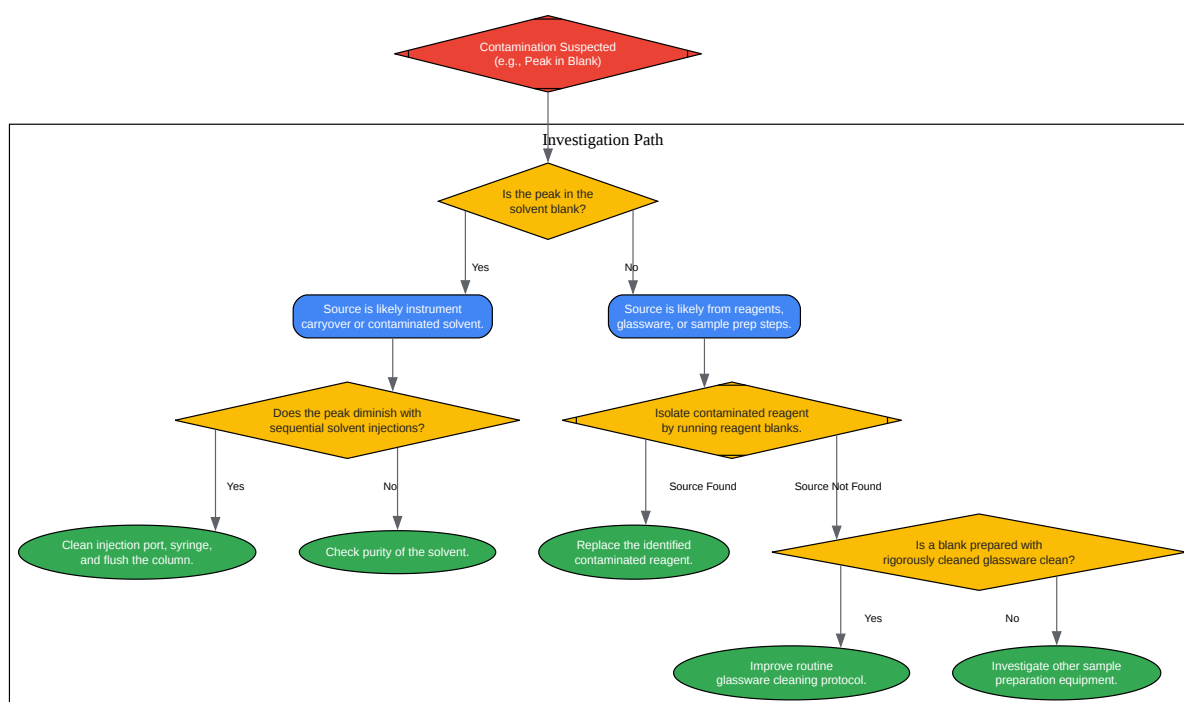 Contamination Suspected
(e.g., Peak in Blank)
Investigation Path
Is the peak in the
solvent blank?
Yes
No
Source is likely instrument
carryover or contaminated solvent.
Source is likely from reagents,
glassware, or sample prep steps.
Does the peak diminish with
sequential solvent injections?
Isolate contaminated reagent
by running reagent blanks.
Yes
No
Source Found
Source Not Found
Clean injection port, syringe,
and flush the column.
Check purity of the solvent.
Replace the identified
contaminated reagent.
Is a blank prepared with
rigorously cleaned glassware clean?
Yes
No
Improve routine
glassware cleaning protocol.
Investigate other sample
preparation equipment.